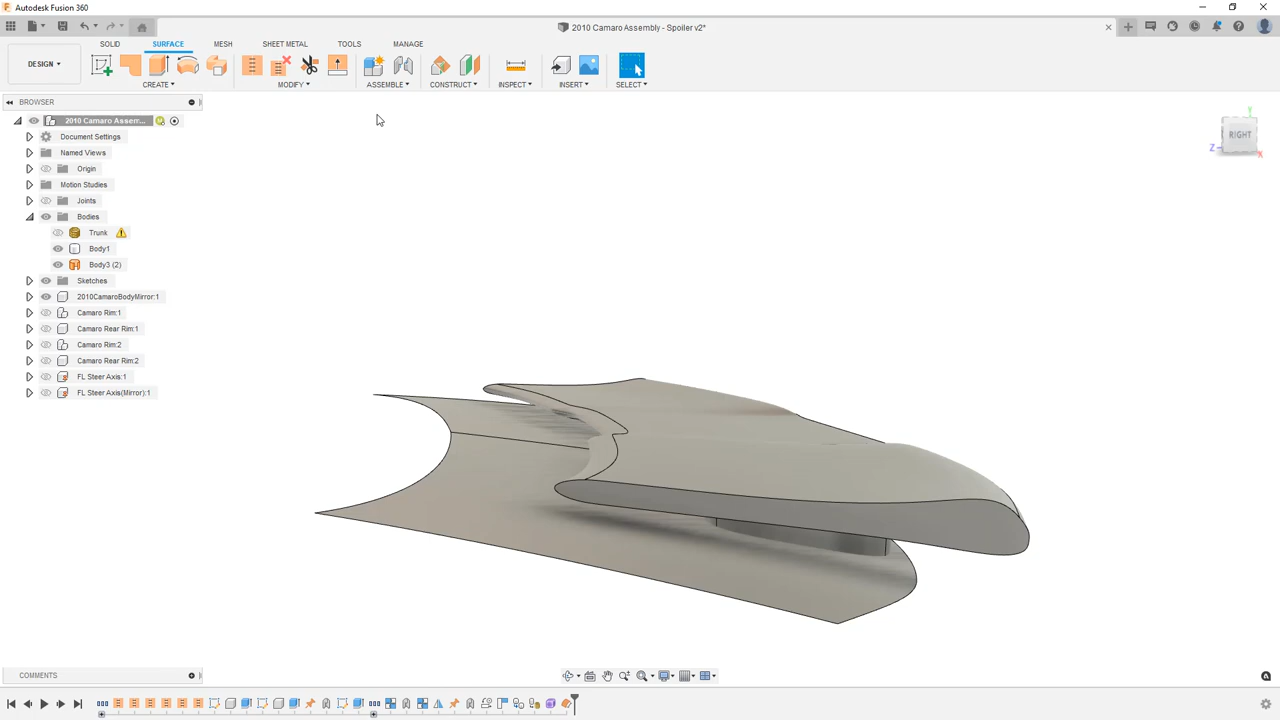 Autodesk Fusion 360
2010 Camaro Assembly - Spoiler v2*
SOLID SURFACE MESH SHEET METAL TOOLS MANAGE
DESIGN
CREATE MODIFY ASSEMBLE CONSTRUCT INSPECT INSERT SELECT
BROWSER
2010 Camaro Assem...
Document Settings
Named Views
Origin
Motion Studies
Joints
Bodies
Trunk
Body1
Body3 (2)
Sketches
2010CamaroBodyMirror:1
Camaro Rim:1
Camaro Rear Rim:1
Camaro Rim:2
Camaro Rear Rim:2
FL Steer Axis:1
FL Steer Axis(Mirror):1
Y
RIGHT
Z
X
COMMENTS